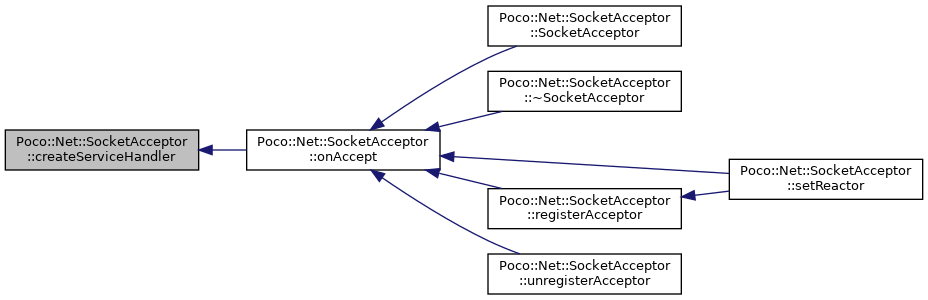 Poco::Net::SocketAcceptor
::SocketAcceptor
Poco::Net::SocketAcceptor
::~SocketAcceptor
Poco::Net::SocketAcceptor
::createServiceHandler
Poco::Net::SocketAcceptor
::onAccept
Poco::Net::SocketAcceptor
::setReactor
Poco::Net::SocketAcceptor
::registerAcceptor
Poco::Net::SocketAcceptor
::unregisterAcceptor